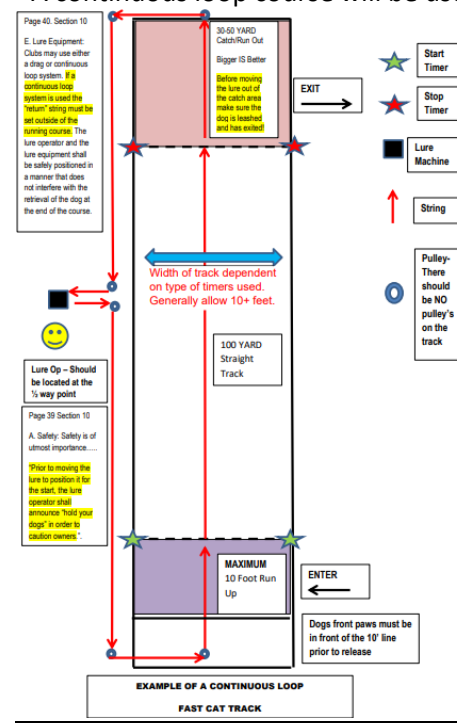 A continuous loop course will be use
Page 40. Section 10
E. Lure Equipment:
Clubs may use either
a drag or continuous
loop system. If a
continuous loop
system is used the
"return" string must be
set outside of the
running course. The
lure operator and the
lure equipment shall
be safely positioned in
a manner that does
not interfere with the
retrieval of the dog at
the end of the course.
30-50 YARD
Catch/Run Out
Bigger IS Better
Before moving
the lure out of
the catch area
make sure the
dog is leashed
and has exited!
EXIT
Start
Timer
Stop
Timer
Lure
Machine
String
Pulley-
There
should
be NO
pulley's
on the
track
Width of track dependent
on type of timers used.
Generally allow 10+ feet.
100 YARD
Straight
Track
Lure Op – Should
be located at the
½ way point
Page 39 Section 10
A. Safety: Safety is of
utmost importance…..
"Prior to moving the
lure to position it for
the start, the lure
operator shall
announce "hold your
dogs" in order to
caution owners.".
MAXIMUM
10 Foot Run
Up
ENTER
Dogs front paws must be
in front of the 10' line
prior to release
EXAMPLE OF A CONTINUOUS LOOP
FAST CAT TRACK